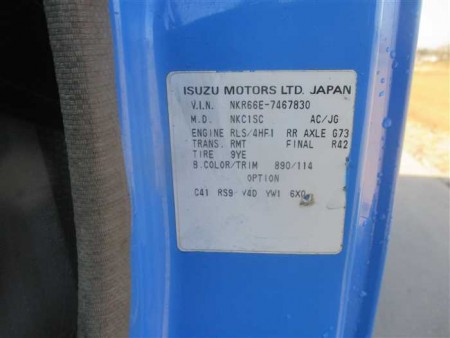 ISUZU MOTORS LTD. JAPAN
V.I.N. NKR66E-7467830
M.D. NKC1SC AC/JG
ENGINE RLS/4HF1 RR AXLE G73
TRANS. RMT FINAL R42
TIRE 9YE
B.COLOR/TRIM 890/114
OPTION
C41 RS9 V4D VW1 6X0